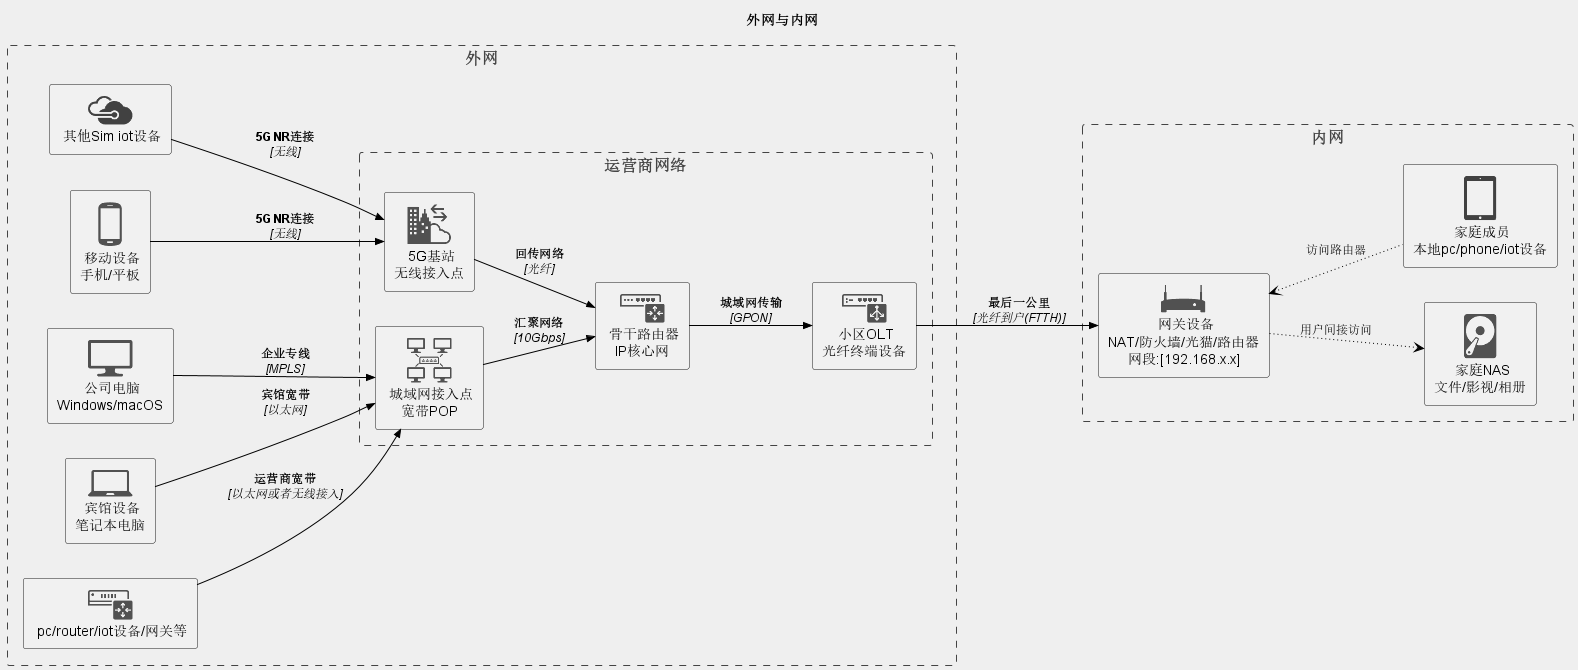 外网与内网
外网
其他Sim iot设备
5G NR连接
[无线]
移动设备
手机/平板
5G NR连接
[无线]
公司电脑
Windows/macOS
企业专线
[MPLS]
宾馆宽带
[以太网]
宾馆设备
笔记本电脑
运营商宽带
[以太网或者无线接入]
pc/router/iot设备/网关等
运营商网络
5G基站
无线接入点
回传网络
[光纤]
城域网接入点
宽带POP
汇聚网络
[10Gbps]
骨干路由器
IP核心网
城域网传输
[GPON]
小区OLT
光纤终端设备
最后一公里
[光纤到户(FTTH)]
内网
网关设备
NAT/防火墙/光猫/路由器
网段:[192.168.x.x]
访问路由器
家庭成员
本地pc/phone/iot设备
用户间接访问
家庭NAS
文件/影视/相册